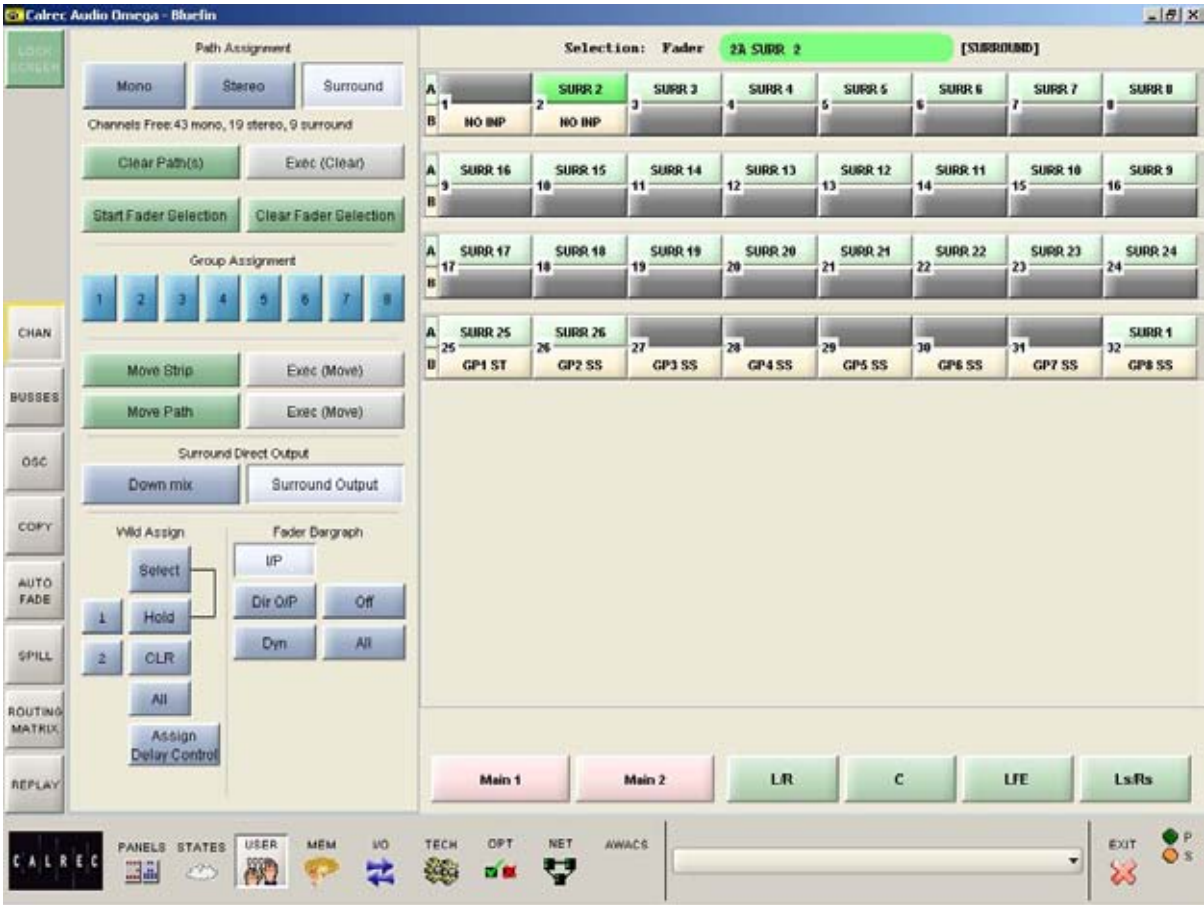 Calrec Audio Omega - Bluefin
LOCK SCREEN
Path Assignment
Mono Stereo Surround
Channels Free:43 mono, 19 stereo, 9 surround
Clear Path(s) Exec (Clear)
Start Fader Selection Clear Fader Selection
Group Assignment
1 2 3 4 5 6 7 8
Move Strip Exec (Move)
Move Path Exec (Move)
Surround Direct Output
Down mix Surround Output
Wild Assign
Select
1 Hold
2 CLR
All
Assign
Delay Control
Fader Bargraph
I/P
Dir O/P Off
Dyn All
CHAN
BUSSES
OSC
COPY
AUTO
FADE
SPILL
ROUTING
MATRIX
REPLAY
Selection: Fader 2A SURR 2 [SURROUND]
A SURR 2 SURR 3 SURR 4 SURR 5 SURR 6 SURR 7 SURR 8
1 2 3 4 5 6 7 8
B NO INP NO INP
A SURR 16 SURR 15 SURR 14 SURR 13 SURR 12 SURR 11 SURR 10 SURR 9
9 10 11 12 13 14 15 16
B
A SURR 17 SURR 18 SURR 19 SURR 20 SURR 21 SURR 22 SURR 23 SURR 24
17 18 19 20 21 22 23 24
B
A SURR 25 SURR 26 SURR 1
25 26 27 28 29 30 31 32
B GP1 ST GP2 SS GP3 SS GP4 SS GP5 SS GP6 SS GP7 SS GP8 SS
Main 1 Main 2 L/R C LFE Ls/Rs
CALREC PANELS STATES USER MEM I/O TECH OPT NET AWACS EXIT P
S